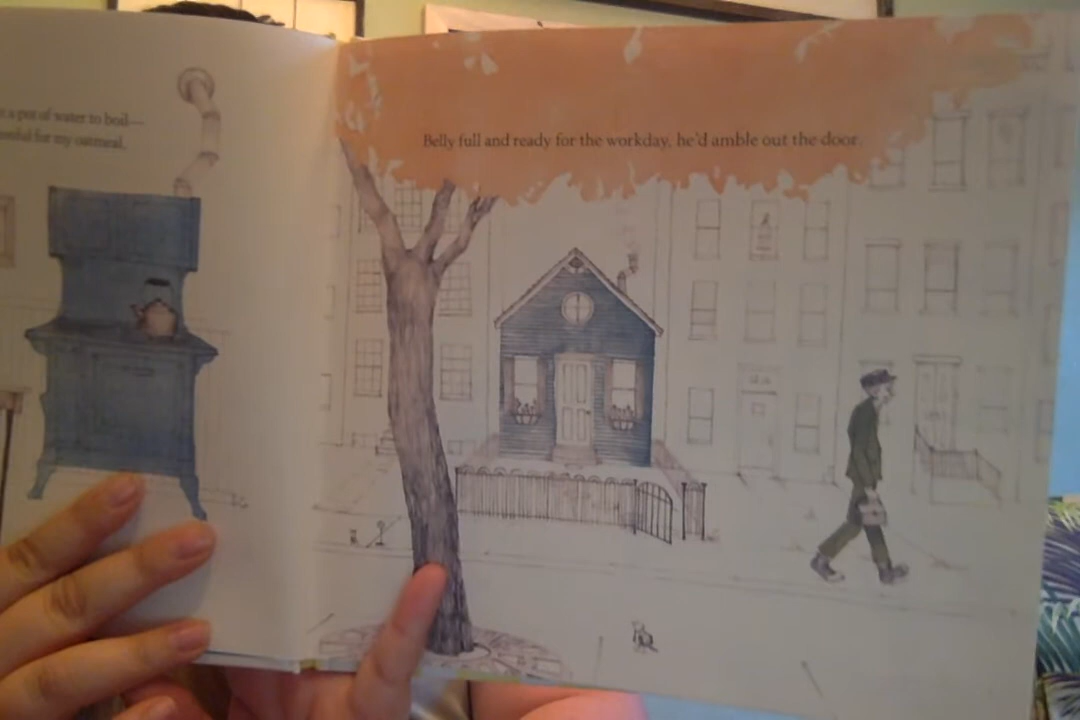 a pot of water to boil—
for my oatmeal.
Belly full and ready for the workday, he'd amble out the door.